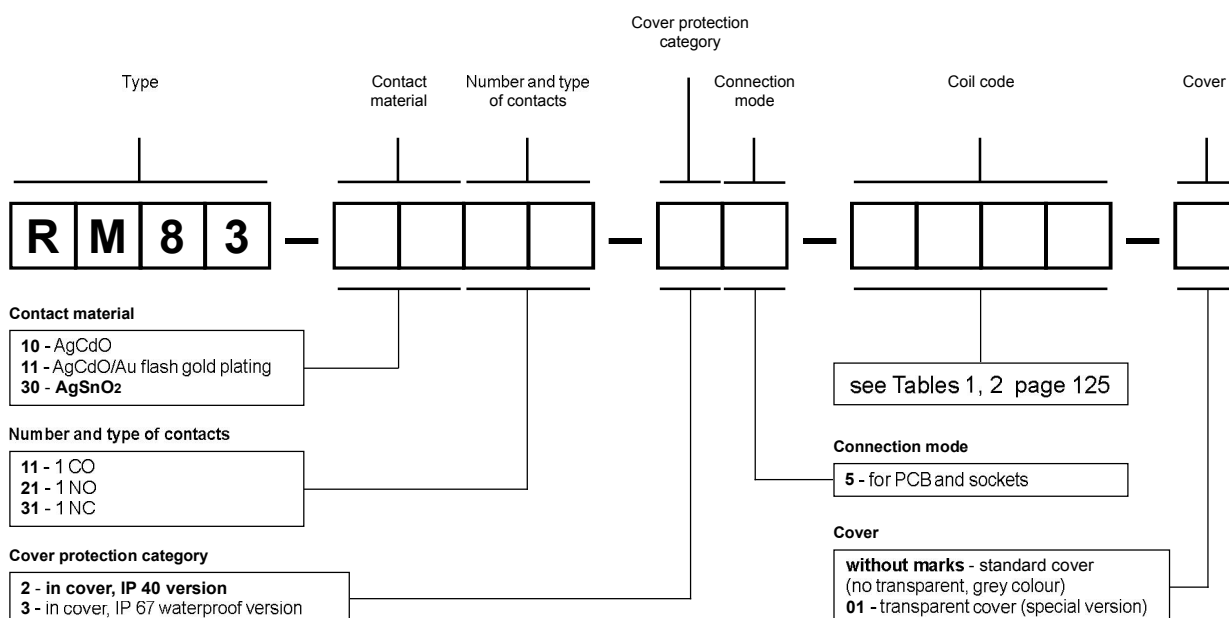 Cover protection
category
Type
Contact
material
Number and type
of contacts
Connection
mode
Coil code
Cover
R M 8 3 – – – –
Contact material
10 - AgCdO
11 - AgCdO/Au flash gold plating
30 - AgSnO2
Number and type of contacts
11 - 1 CO
21 - 1 NO
31 - 1 NC
Cover protection category
2 - in cover, IP 40 version
3 - in cover, IP 67 waterproof version
see Tables 1, 2 page 125
Connection mode
5 - for PCB and sockets
Cover
without marks - standard cover
(no transparent, grey colour)
01 - transparent cover (special version)